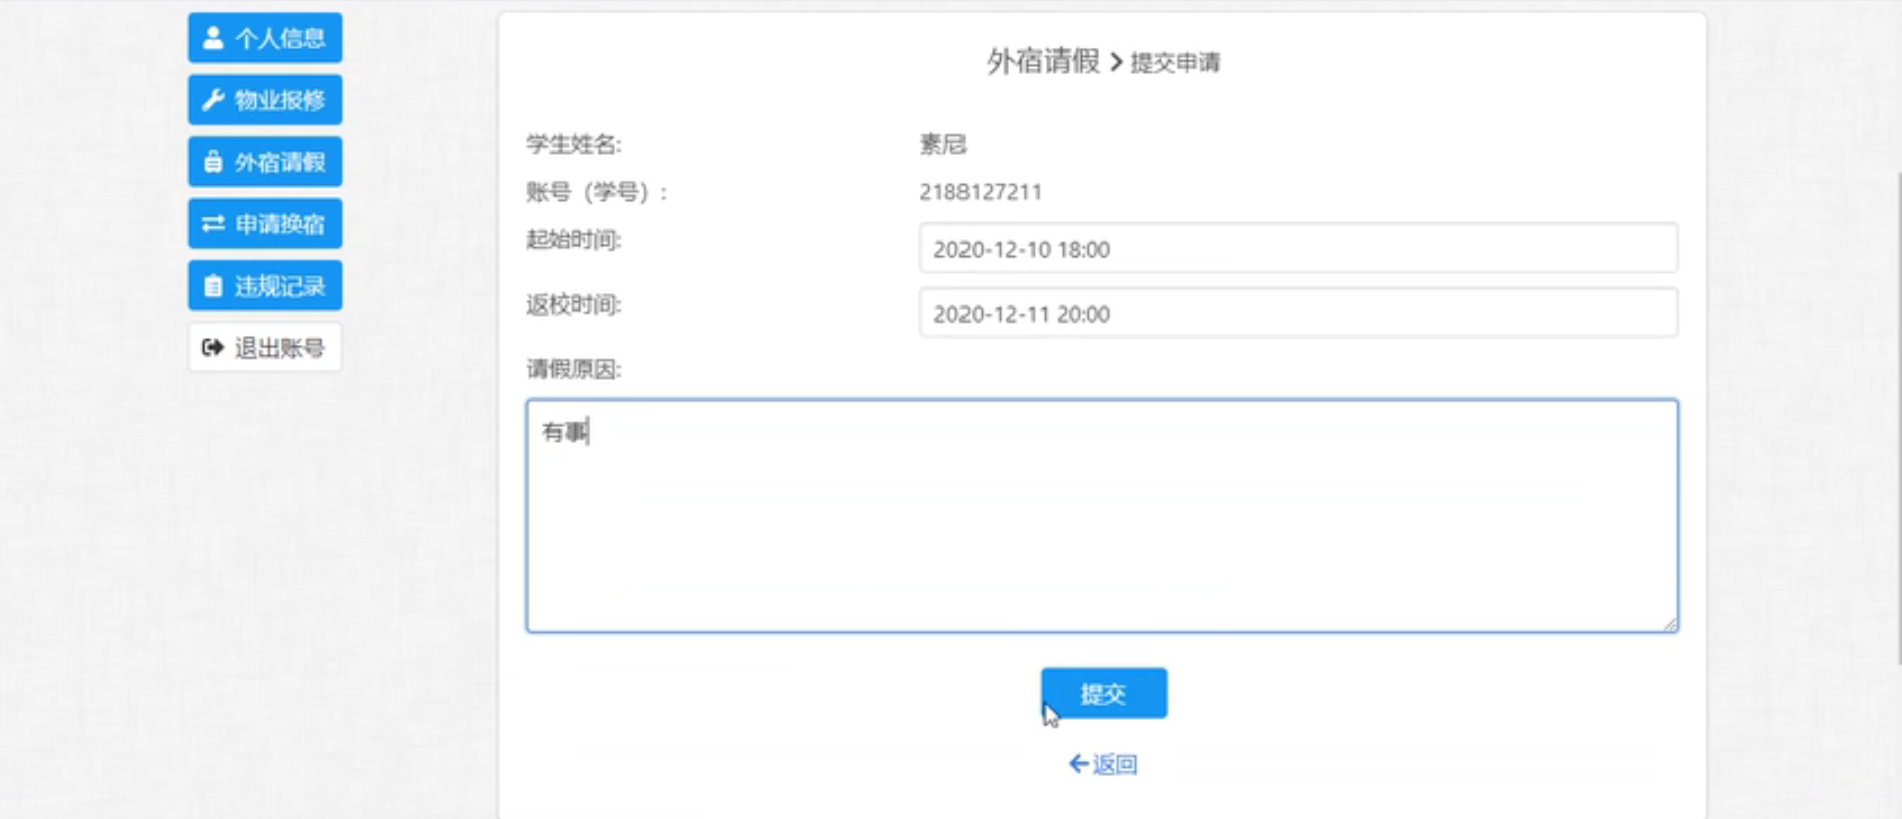 个人信息
物业报修
外宿请假
申请换宿
违规记录
退出账号
外宿请假 > 提交申请
学生姓名: 素尼
账号（学号）: 2188127211
起始时间: 2020-12-10 18:00
返校时间: 2020-12-11 20:00
请假原因:
有事
提交
返回